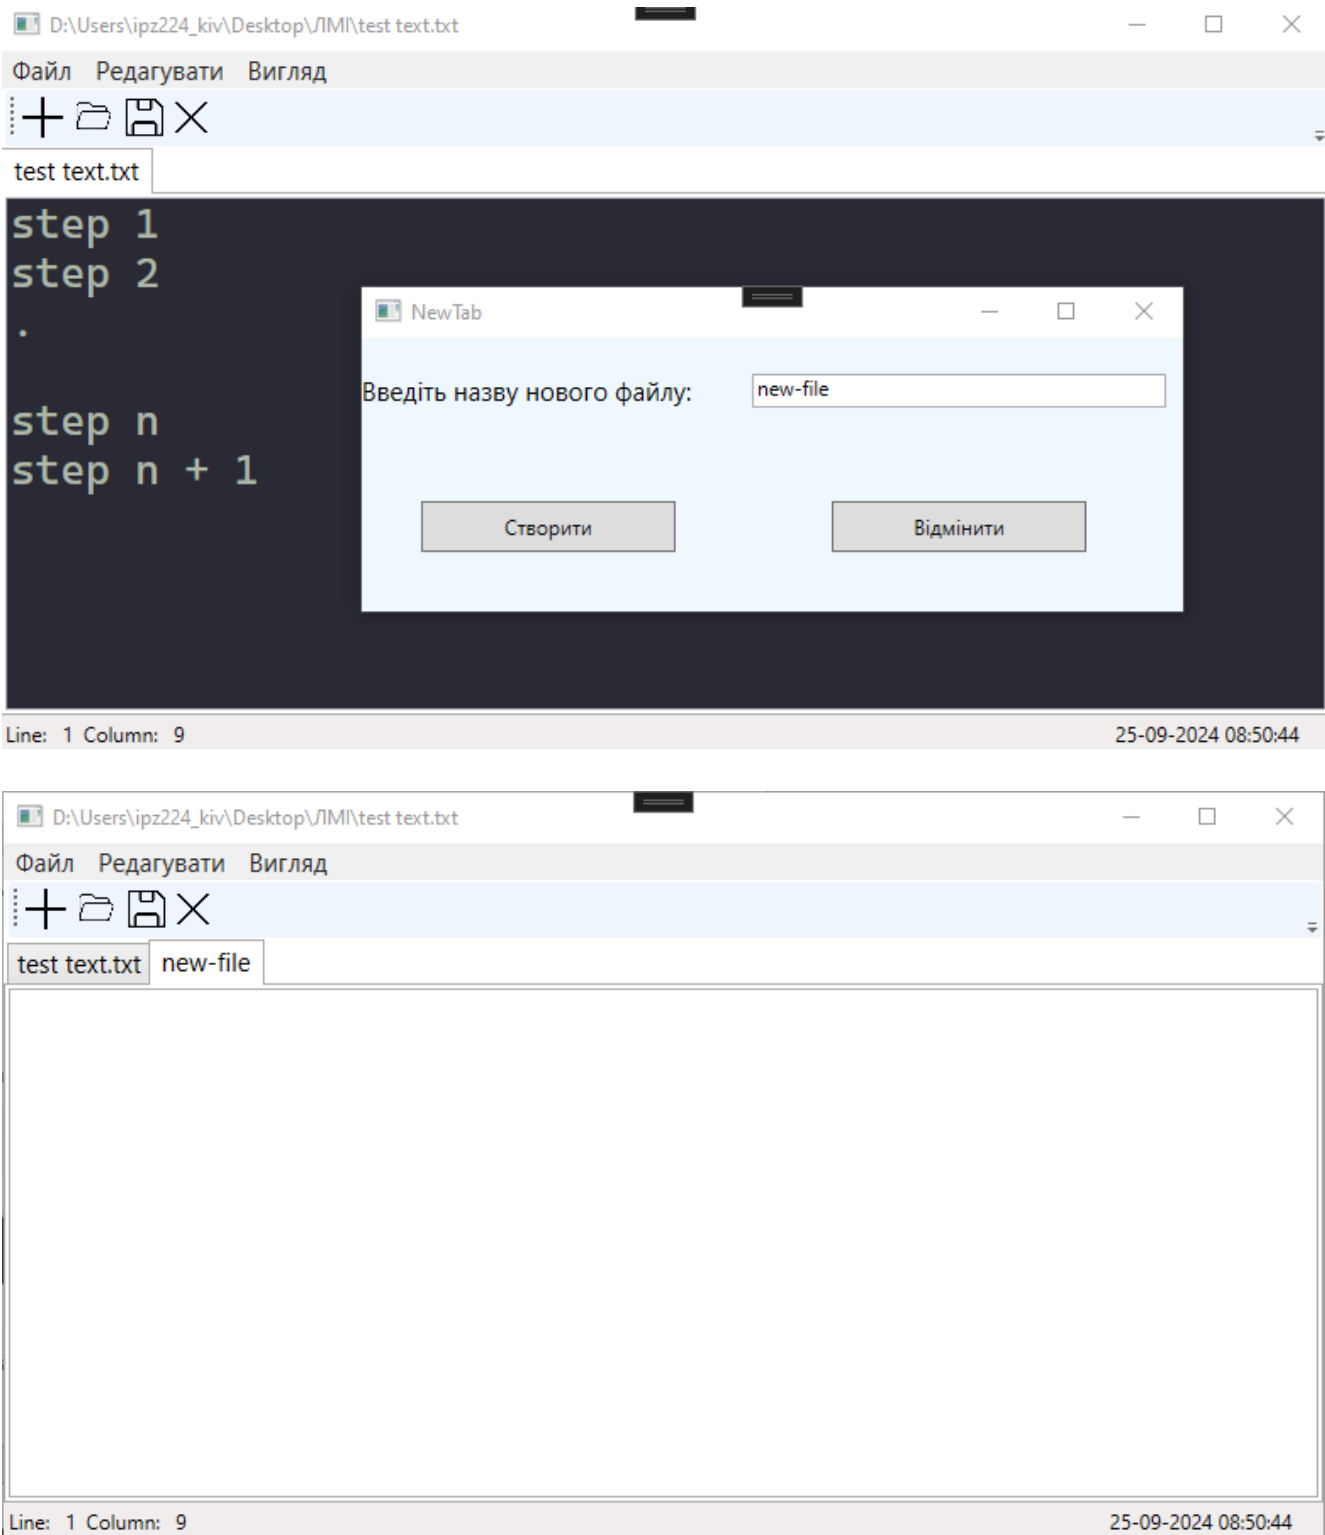 D:\Users\ipz224_kiv\Desktop\ЛМІ\test text.txt
Файл Редагувати Вигляд
test text.txt
step 1
step 2
.
step n
step n + 1
NewTab
Введіть назву нового файлу: new-file
Створити Відмінити
Line: 1 Column: 9 25-09-2024 08:50:44
D:\Users\ipz224_kiv\Desktop\ЛМІ\test text.txt
Файл Редагувати Вигляд
test text.txt new-file
Line: 1 Column: 9 25-09-2024 08:50:44